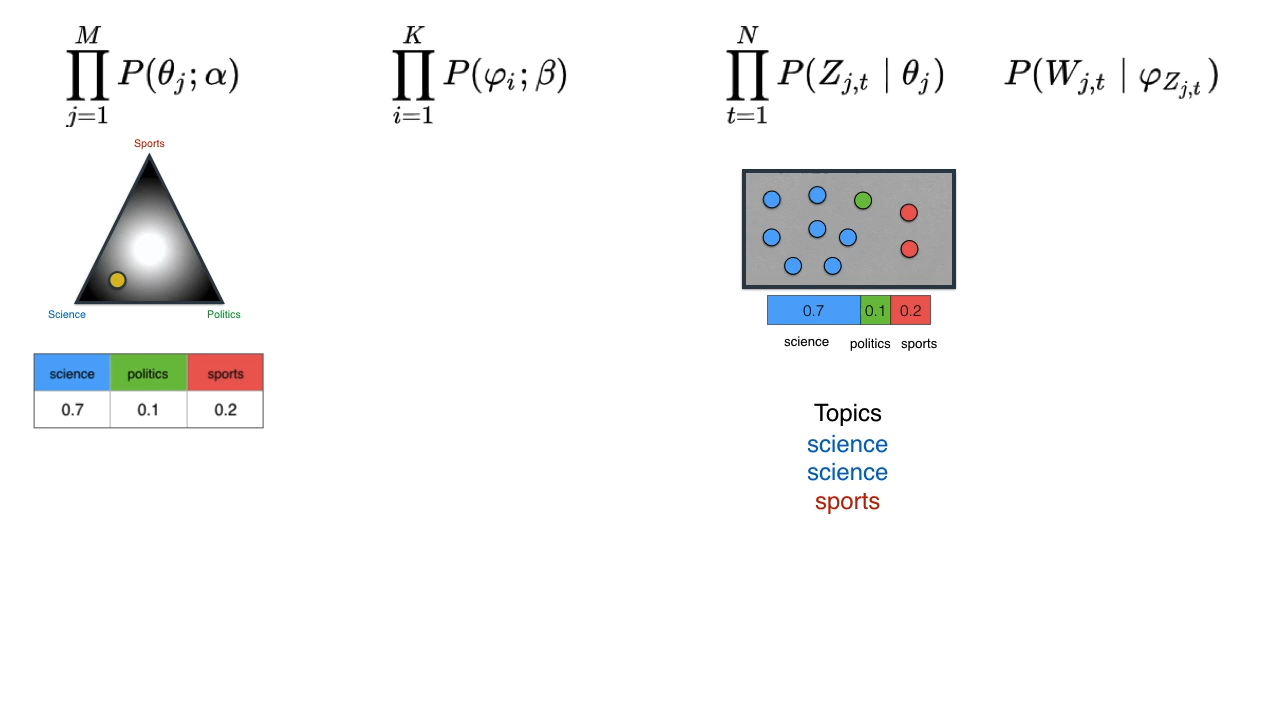 ∏_{j=1}^{M} P(θ_j; α)
∏_{i=1}^{K} P(φ_i; β)
∏_{t=1}^{N} P(Z_{j,t} | θ_j)
P(W_{j,t} | φ_{Z_{j,t}})
Sports
Science Politics
science politics sports
0.7 0.1 0.2
0.7 0.1 0.2
science politics sports
Topics
science
science
sports